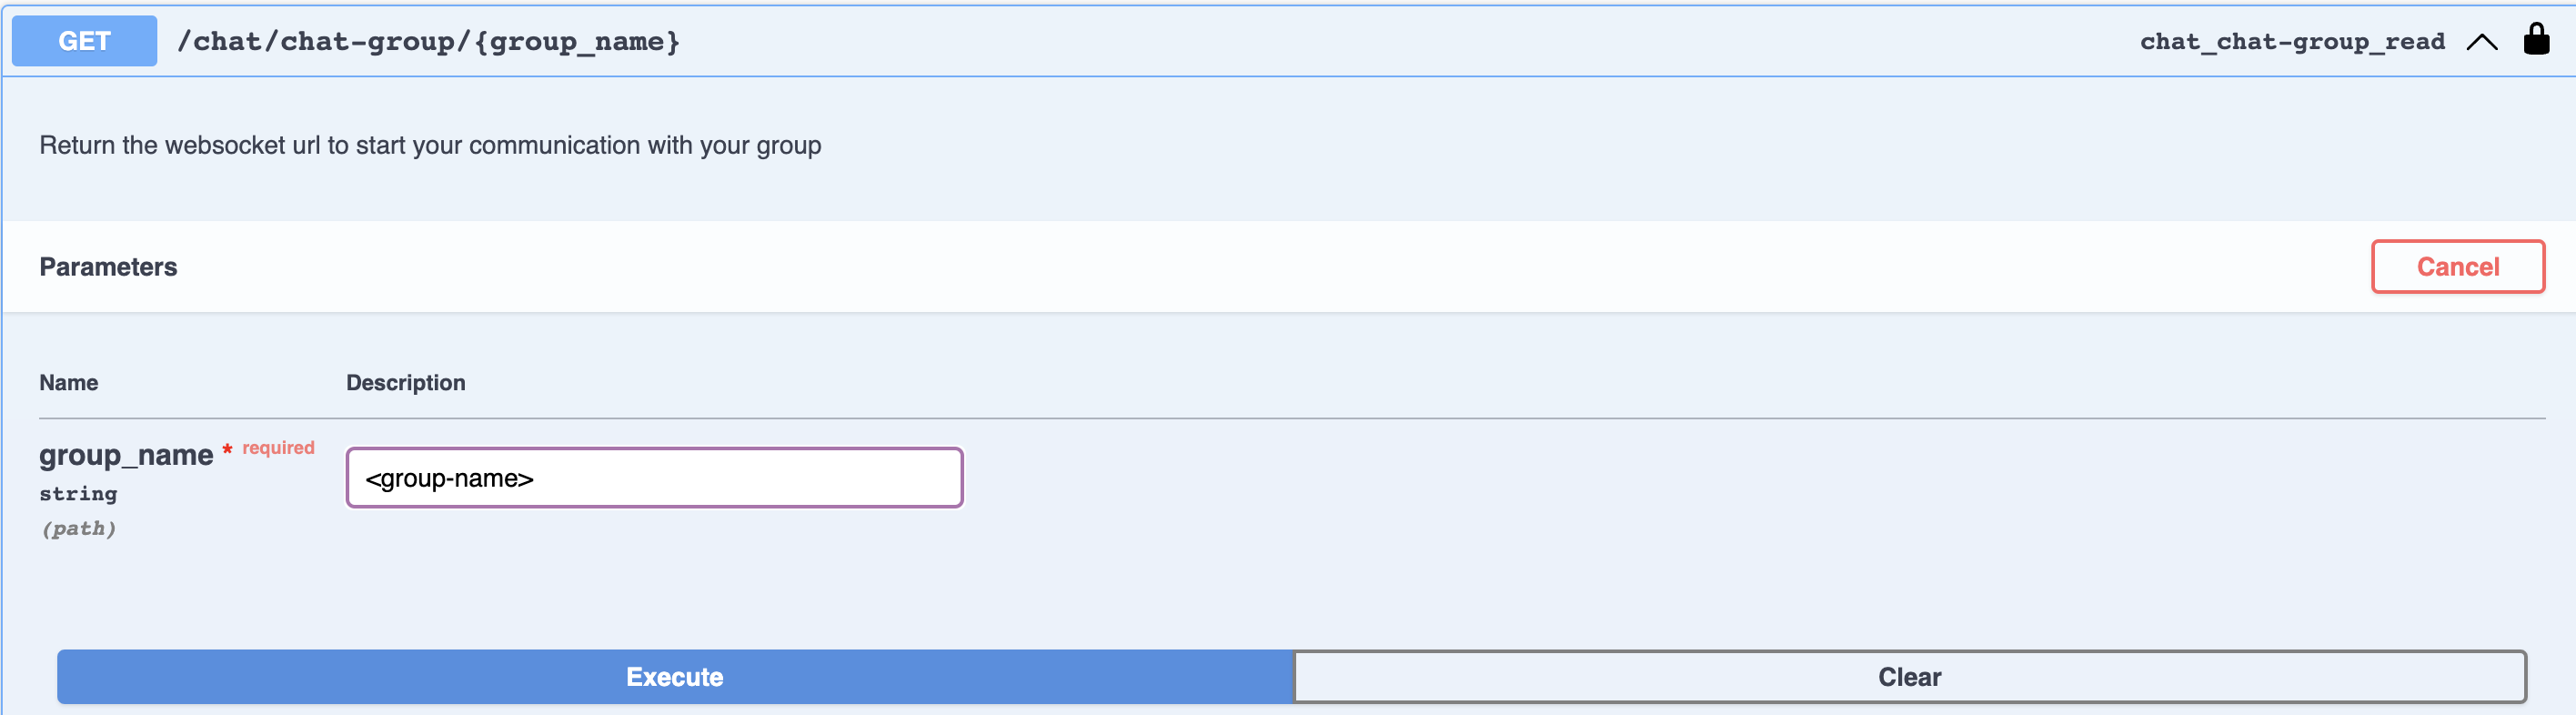 GET /chat/chat-group/{group_name} chat_chat-group_read
Return the websocket url to start your communication with your group
Parameters Cancel
Name Description
group_name * required
<group-name>
string
(path)
Execute Clear